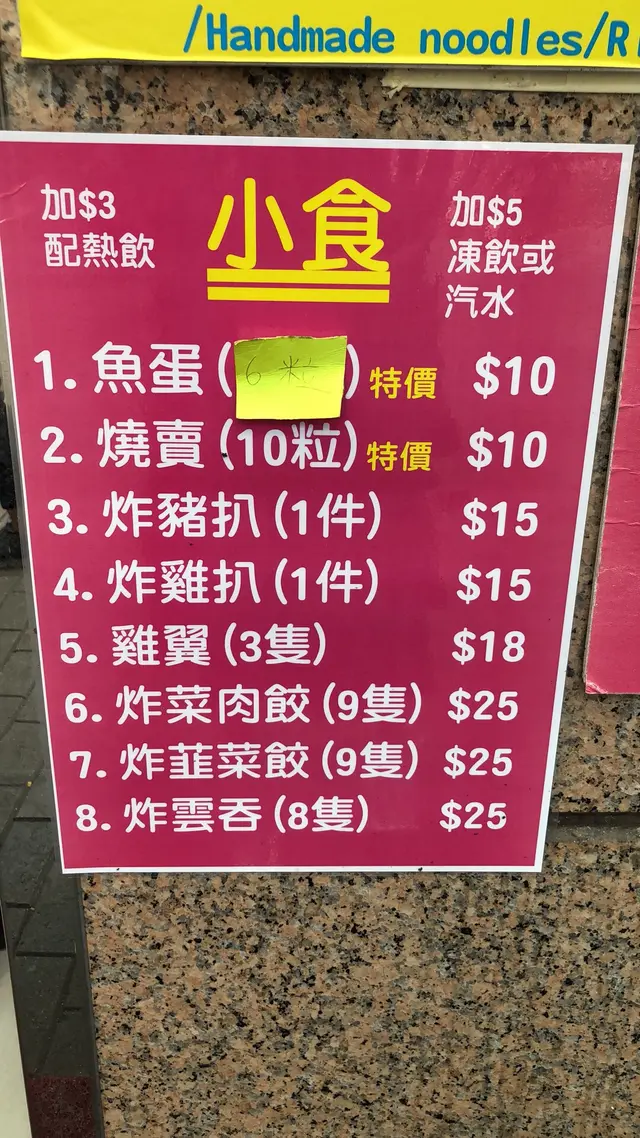 /Handmade noodles/R
小食
加$3
配熱飲
加$5
凍飲或
汽水
1. 魚蛋 (6粒) 特價 $10
2. 燒賣 (10粒) 特價 $10
3. 炸豬扒 (1件) $15
4. 炸雞扒 (1件) $15
5. 雞翼 (3隻) $18
6. 炸菜肉餃 (9隻) $25
7. 炸韮菜餃 (9隻) $25
8. 炸雲吞 (8隻) $25